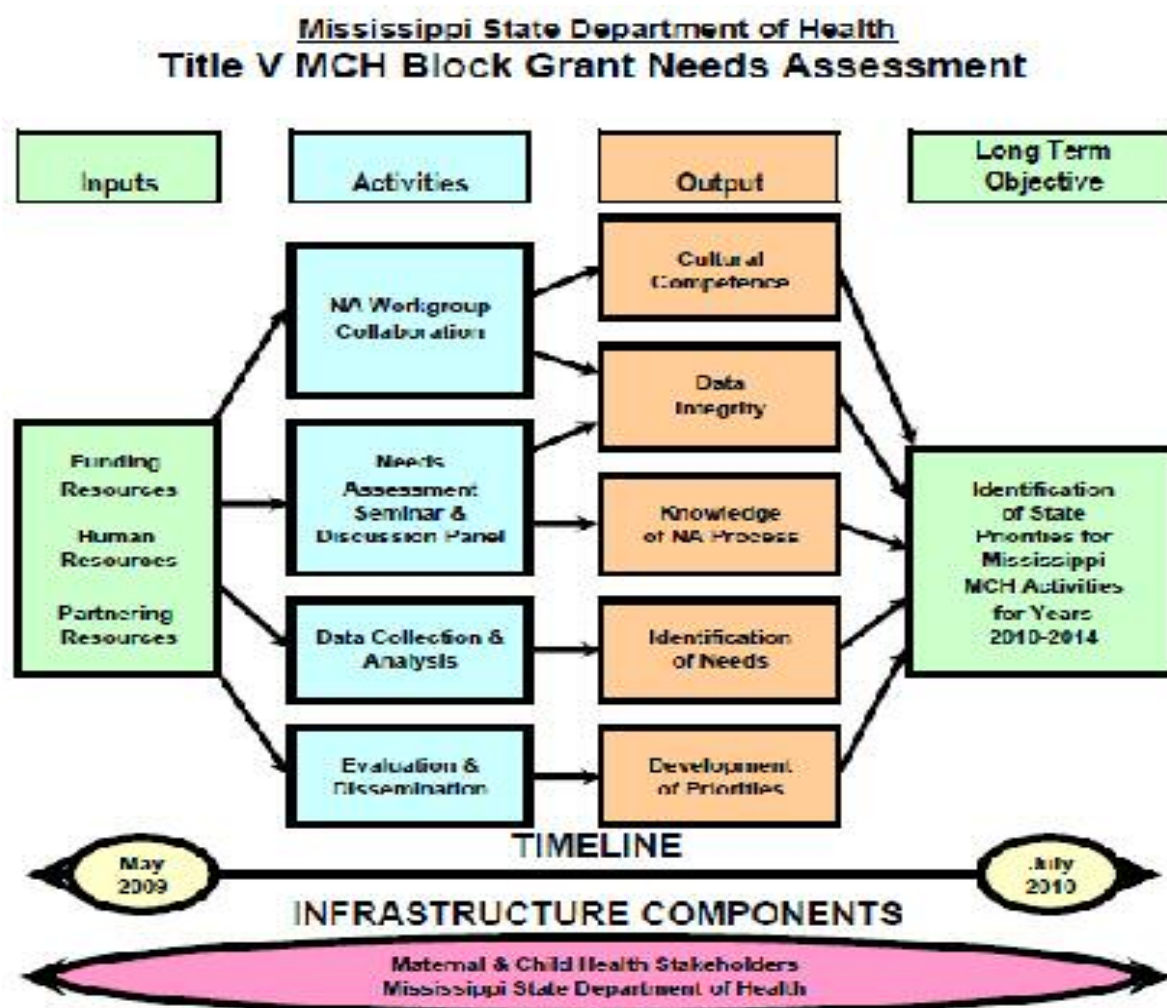 Mississippi State Department of Health
Title V MCH Block Grant Needs Assessment
Inputs
Activities
Output
Long Term
Objective
Funding
Resources
Human
Resources
Partnering
Resources
NA Workgroup
Collaboration
Needs
Assessment
Seminar &
Discussion Panel
Data Collection &
Analysis
Evaluation &
Dissemination
Cultural
Competence
Data
Integrity
Knowledge
of NA Process
Identification
of Needs
Development
of Priorities
Identification
of State
Priorities for
Mississippi
MCH Activities
for Years
2010-2014
TIMELINE
May
2009
July
2010
INFRASTRUCTURE COMPONENTS
Maternal & Child Health Stakeholders
Mississippi State Department of Health